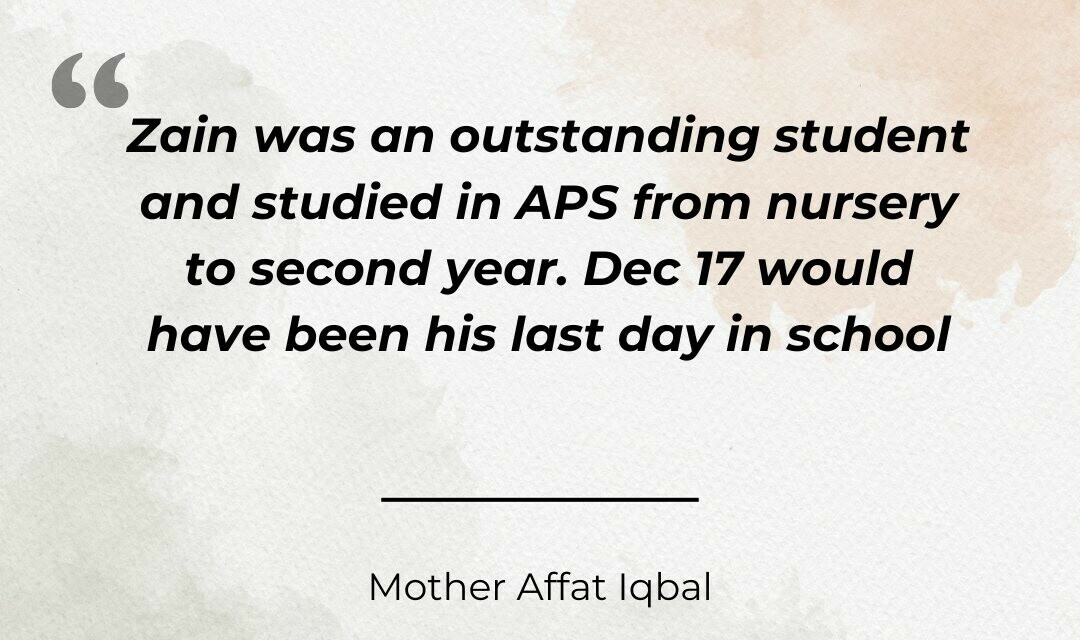 “
Zain was an outstanding student
and studied in APS from nursery
to second year. Dec 17 would
have been his last day in school
Mother Affat Iqbal